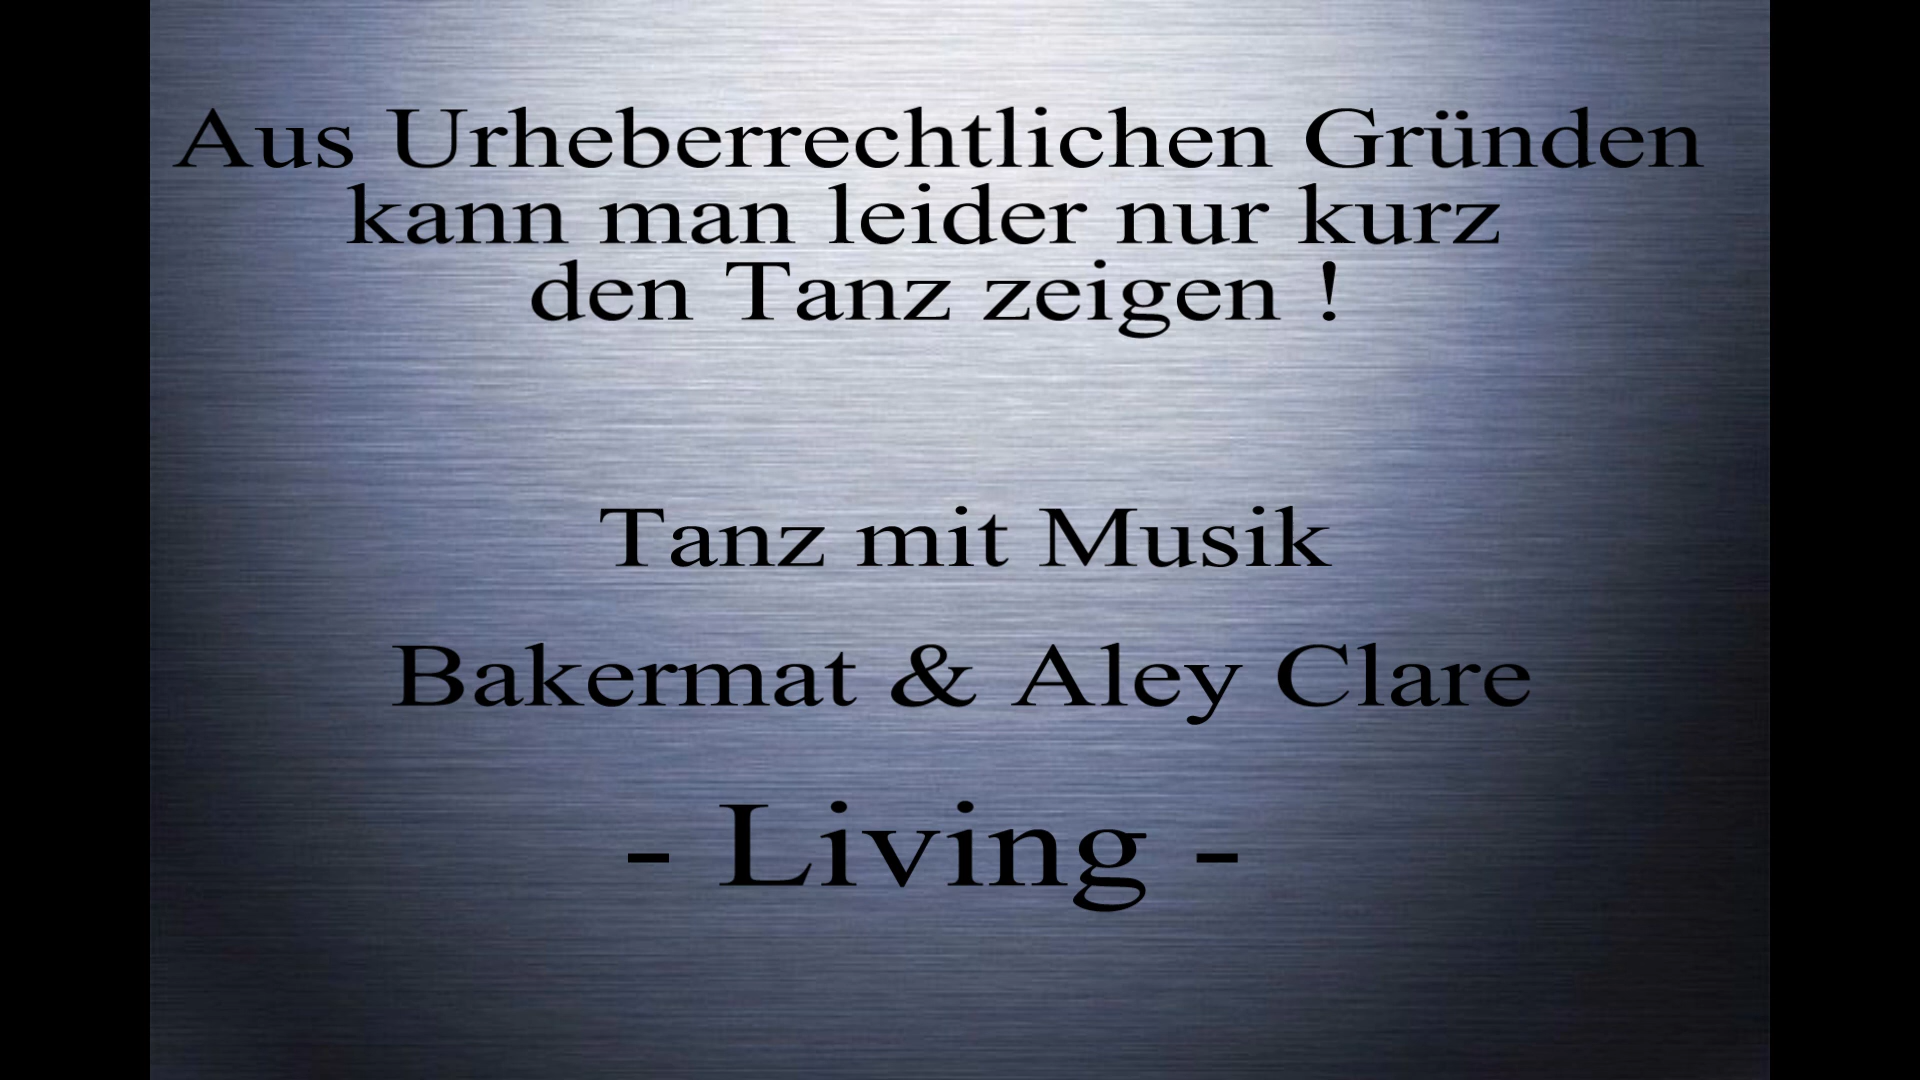 Aus Urheberrechtlichen Gründen
kann man leider nur kurz
den Tanz zeigen !
Tanz mit Musik
Bakermat & Aley Clare
- Living -